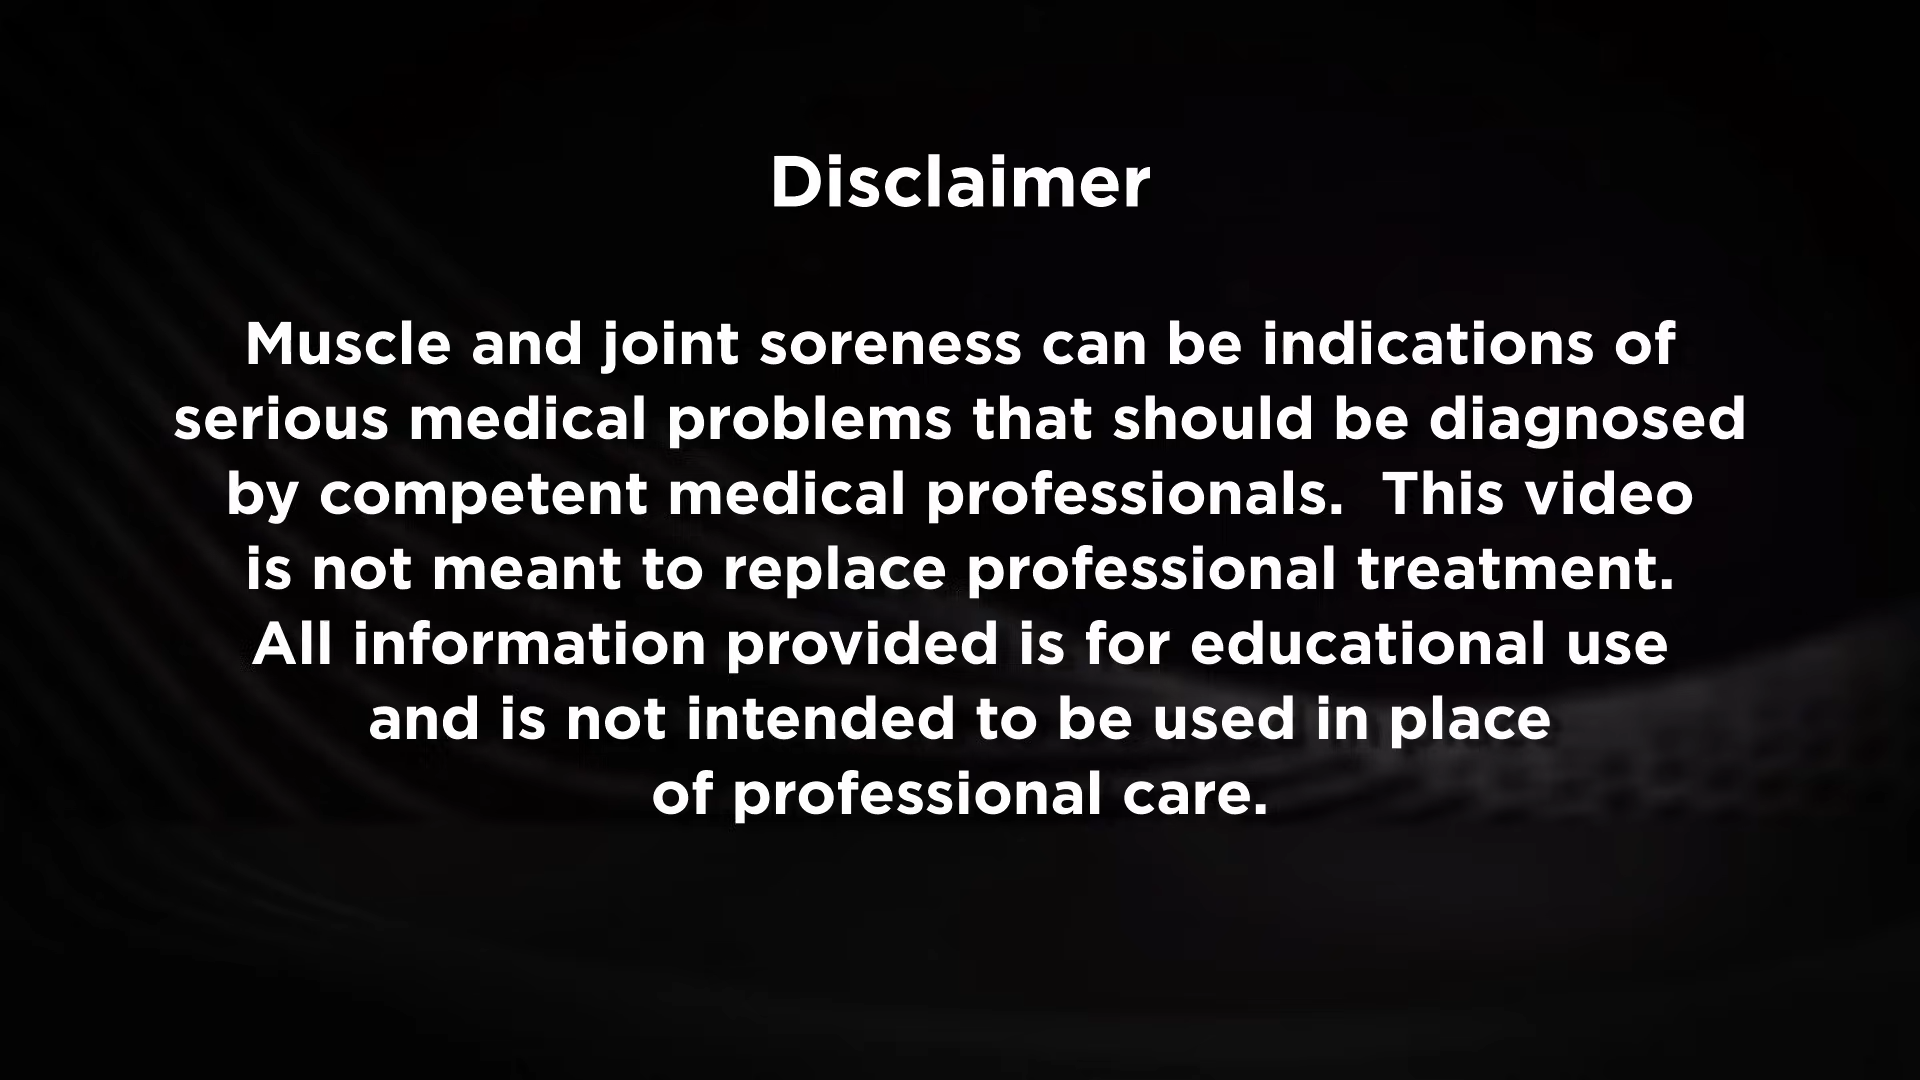 Disclaimer
Muscle and joint soreness can be indications of
serious medical problems that should be diagnosed
by competent medical professionals.  This video
is not meant to replace professional treatment.
All information provided is for educational use
and is not intended to be used in place
of professional care.